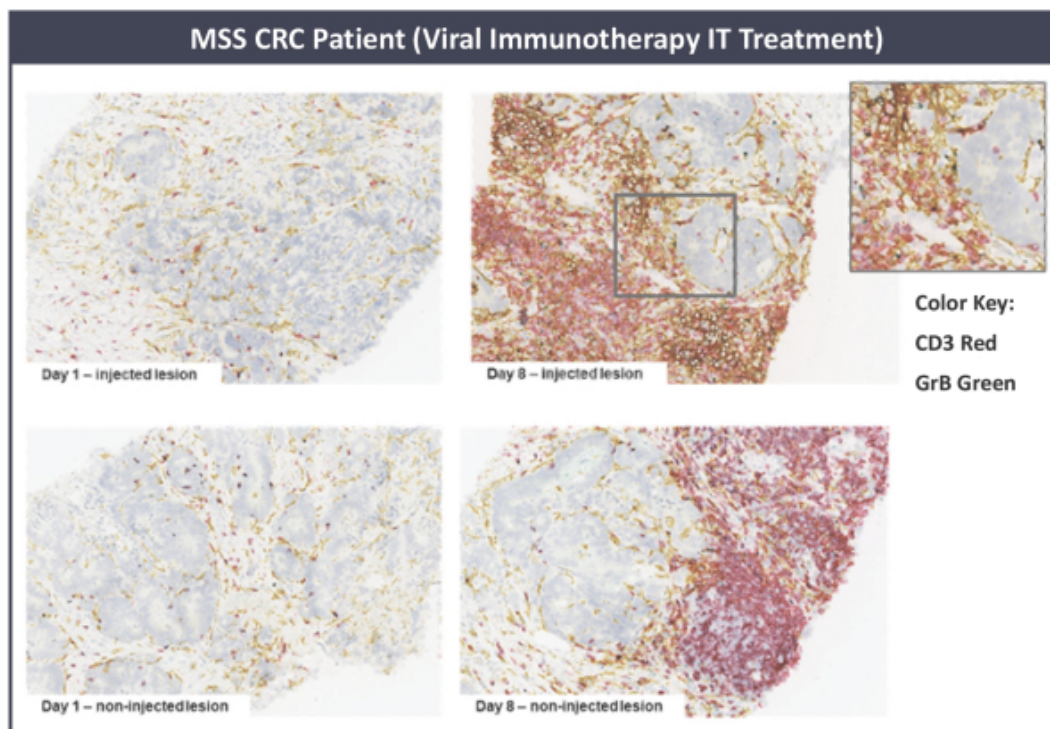 MSS CRC Patient (Viral Immunotherapy IT Treatment)
Day 1 – injected lesion
Day 8 – injected lesion
Color Key:
CD3 Red
GrB Green
Day 1 – non-injected lesion
Day 8 – non-injected lesion